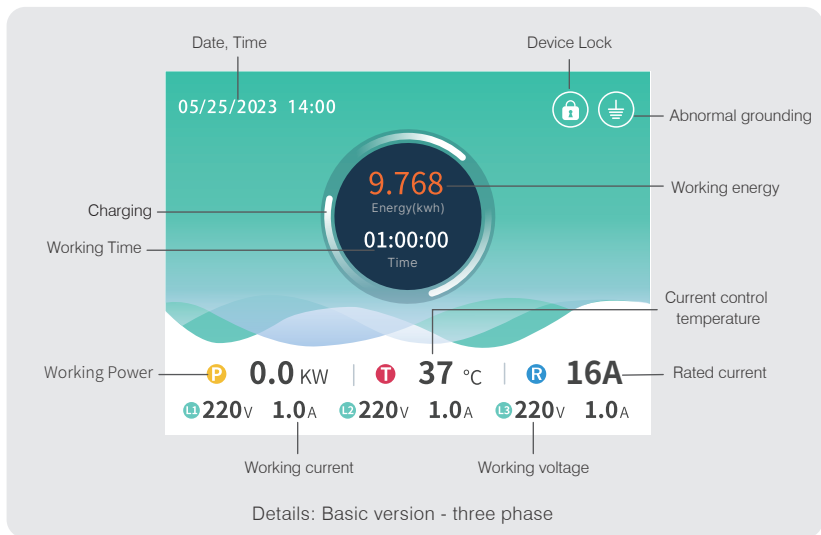 Date, Time
Device Lock
05/25/2023 14:00
Abnormal grounding
9.768
Working energy
Energy(kwh)
Charging
01:00:00
Working Time
Time
Current control
temperature
Working Power
P 0.0 KW T 37 °C R 16A
Rated current
L1 220V 1.0A L2 220V 1.0A L3 220V 1.0A
Working current
Working voltage
Details: Basic version - three phase